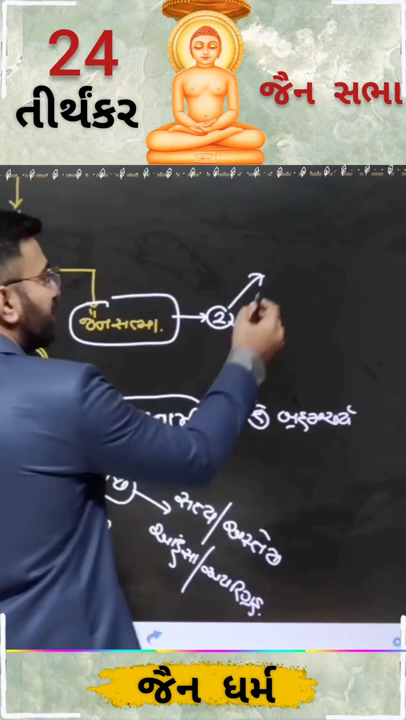 24
તીર્થંકર
જૈન સભા
જૈનસભા.
2
બ્રહ્મચર્ય
સત્ય/અસ્તેય
અહિંસા/અપરિગ્રહ.
જૈન ધર્મ